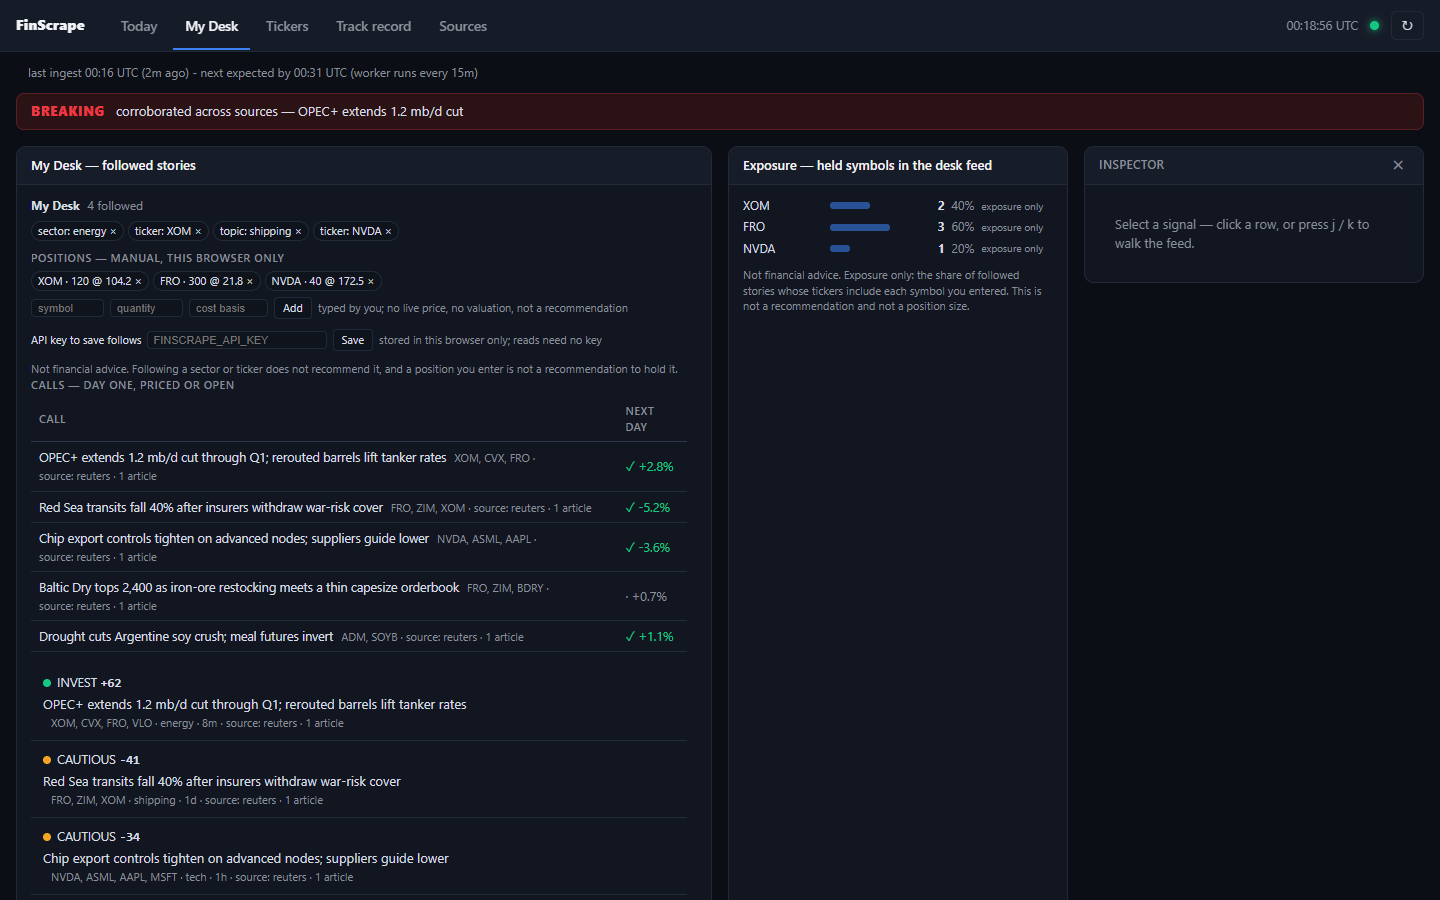 FinScrape
Today
My Desk
Tickers
Track record
Sources
00:18:56 UTC
↻
last ingest 00:16 UTC (2m ago) - next expected by 00:31 UTC (worker runs every 15m)
BREAKING corroborated across sources — OPEC+ extends 1.2 mb/d cut
My Desk — followed stories
My Desk 4 followed
sector: energy × ticker: XOM × topic: shipping × ticker: NVDA ×
POSITIONS — MANUAL, THIS BROWSER ONLY
XOM · 120 @ 104.2 × FRO · 300 @ 21.8 × NVDA · 40 @ 172.5 ×
symbol quantity cost basis Add typed by you; no live price, no valuation, not a recommendation
API key to save follows FINSCRAPE_API_KEY Save stored in this browser only; reads need no key
Not financial advice. Following a sector or ticker does not recommend it, and a position you enter is not a recommendation to hold it.
CALLS — DAY ONE, PRICED OR OPEN
CALL
NEXT
DAY
OPEC+ extends 1.2 mb/d cut through Q1; rerouted barrels lift tanker rates XOM, CVX, FRO ·
source: reuters · 1 article
✓ +2.8%
Red Sea transits fall 40% after insurers withdraw war-risk cover FRO, ZIM, XOM · source: reuters · 1 article
✓ -5.2%
Chip export controls tighten on advanced nodes; suppliers guide lower NVDA, ASML, AAPL ·
source: reuters · 1 article
✓ -3.6%
Baltic Dry tops 2,400 as iron-ore restocking meets a thin capesize orderbook FRO, ZIM, BDRY ·
source: reuters · 1 article
· +0.7%
Drought cuts Argentine soy crush; meal futures invert ADM, SOYB · source: reuters · 1 article
✓ +1.1%
INVEST +62
OPEC+ extends 1.2 mb/d cut through Q1; rerouted barrels lift tanker rates
XOM, CVX, FRO, VLO · energy · 8m · source: reuters · 1 article
CAUTIOUS -41
Red Sea transits fall 40% after insurers withdraw war-risk cover
FRO, ZIM, XOM · shipping · 1d · source: reuters · 1 article
CAUTIOUS -34
Chip export controls tighten on advanced nodes; suppliers guide lower
NVDA, ASML, AAPL, MSFT · tech · 1h · source: reuters · 1 article
Exposure — held symbols in the desk feed
XOM 2 40% exposure only
FRO 3 60% exposure only
NVDA 1 20% exposure only
Not financial advice. Exposure only: the share of followed
stories whose tickers include each symbol you entered. This is
not a recommendation and not a position size.
INSPECTOR ✕
Select a signal — click a row, or press j / k to
walk the feed.